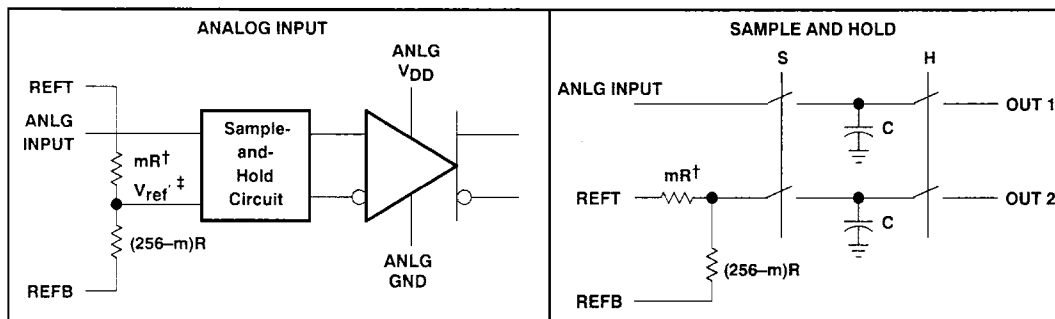 ANALOG INPUT
ANLG
VDD
REFT
ANLG
INPUT
Sample-
and-
Hold
Circuit
mR†
Vref' ‡
(256–m)R
REFB
ANLG
GND
SAMPLE AND HOLD
S
H
ANLG INPUT
OUT 1
C
mR†
REFT
OUT 2
C
(256–m)R
REFB